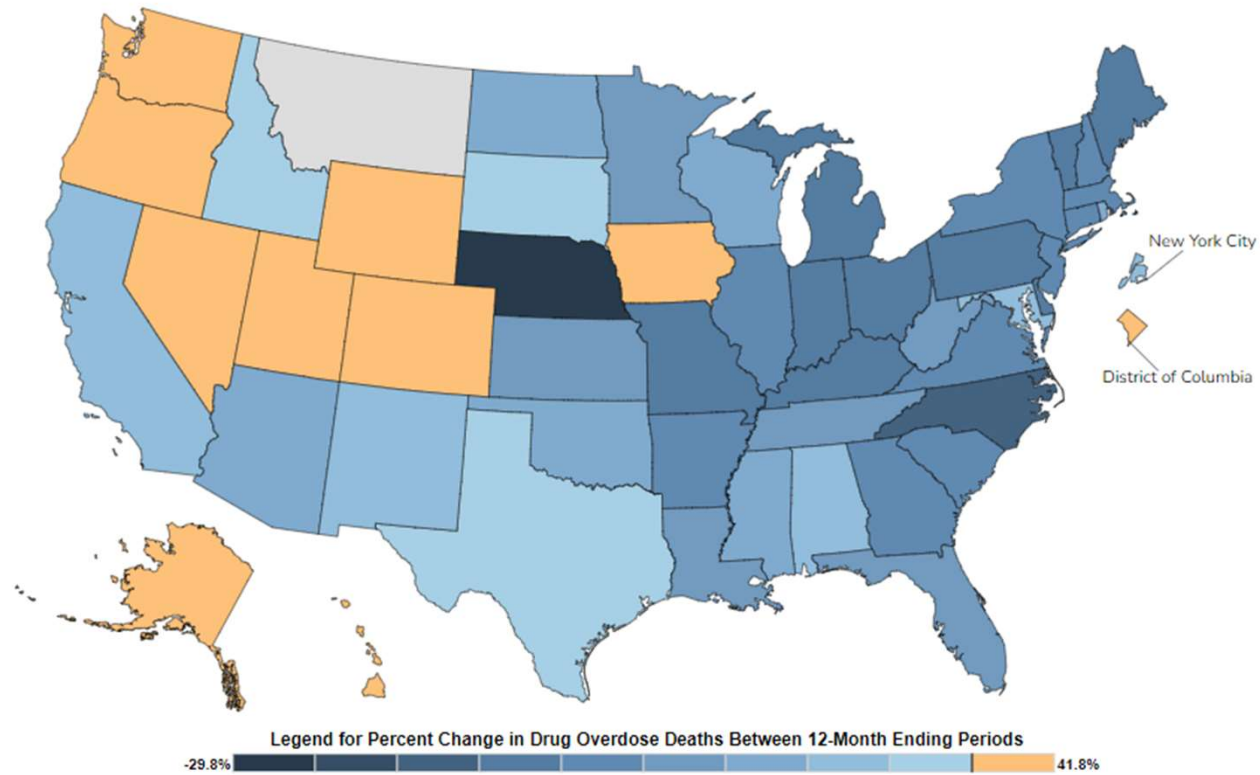 New York City
District of Columbia
Legend for Percent Change in Drug Overdose Deaths Between 12-Month Ending Periods
-29.8% 41.8%